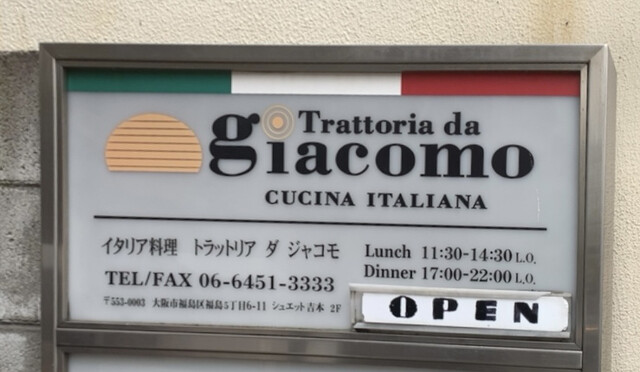 Trattoria da
giacomo
CUCINA ITALIANA
イタリア料理 トラットリア ダ ジャコモ
TEL/FAX 06-6451-3333
〒553-0003 大阪市福島区福島5丁目6-11 シュエット吉本 2F
Lunch 11:30-14:30L.O.
Dinner 17:00-22:00L.O.
OPEN